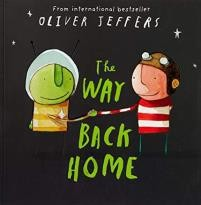 From international bestseller
OLIVER JEFFERS
The
WAY
BACK
HOME